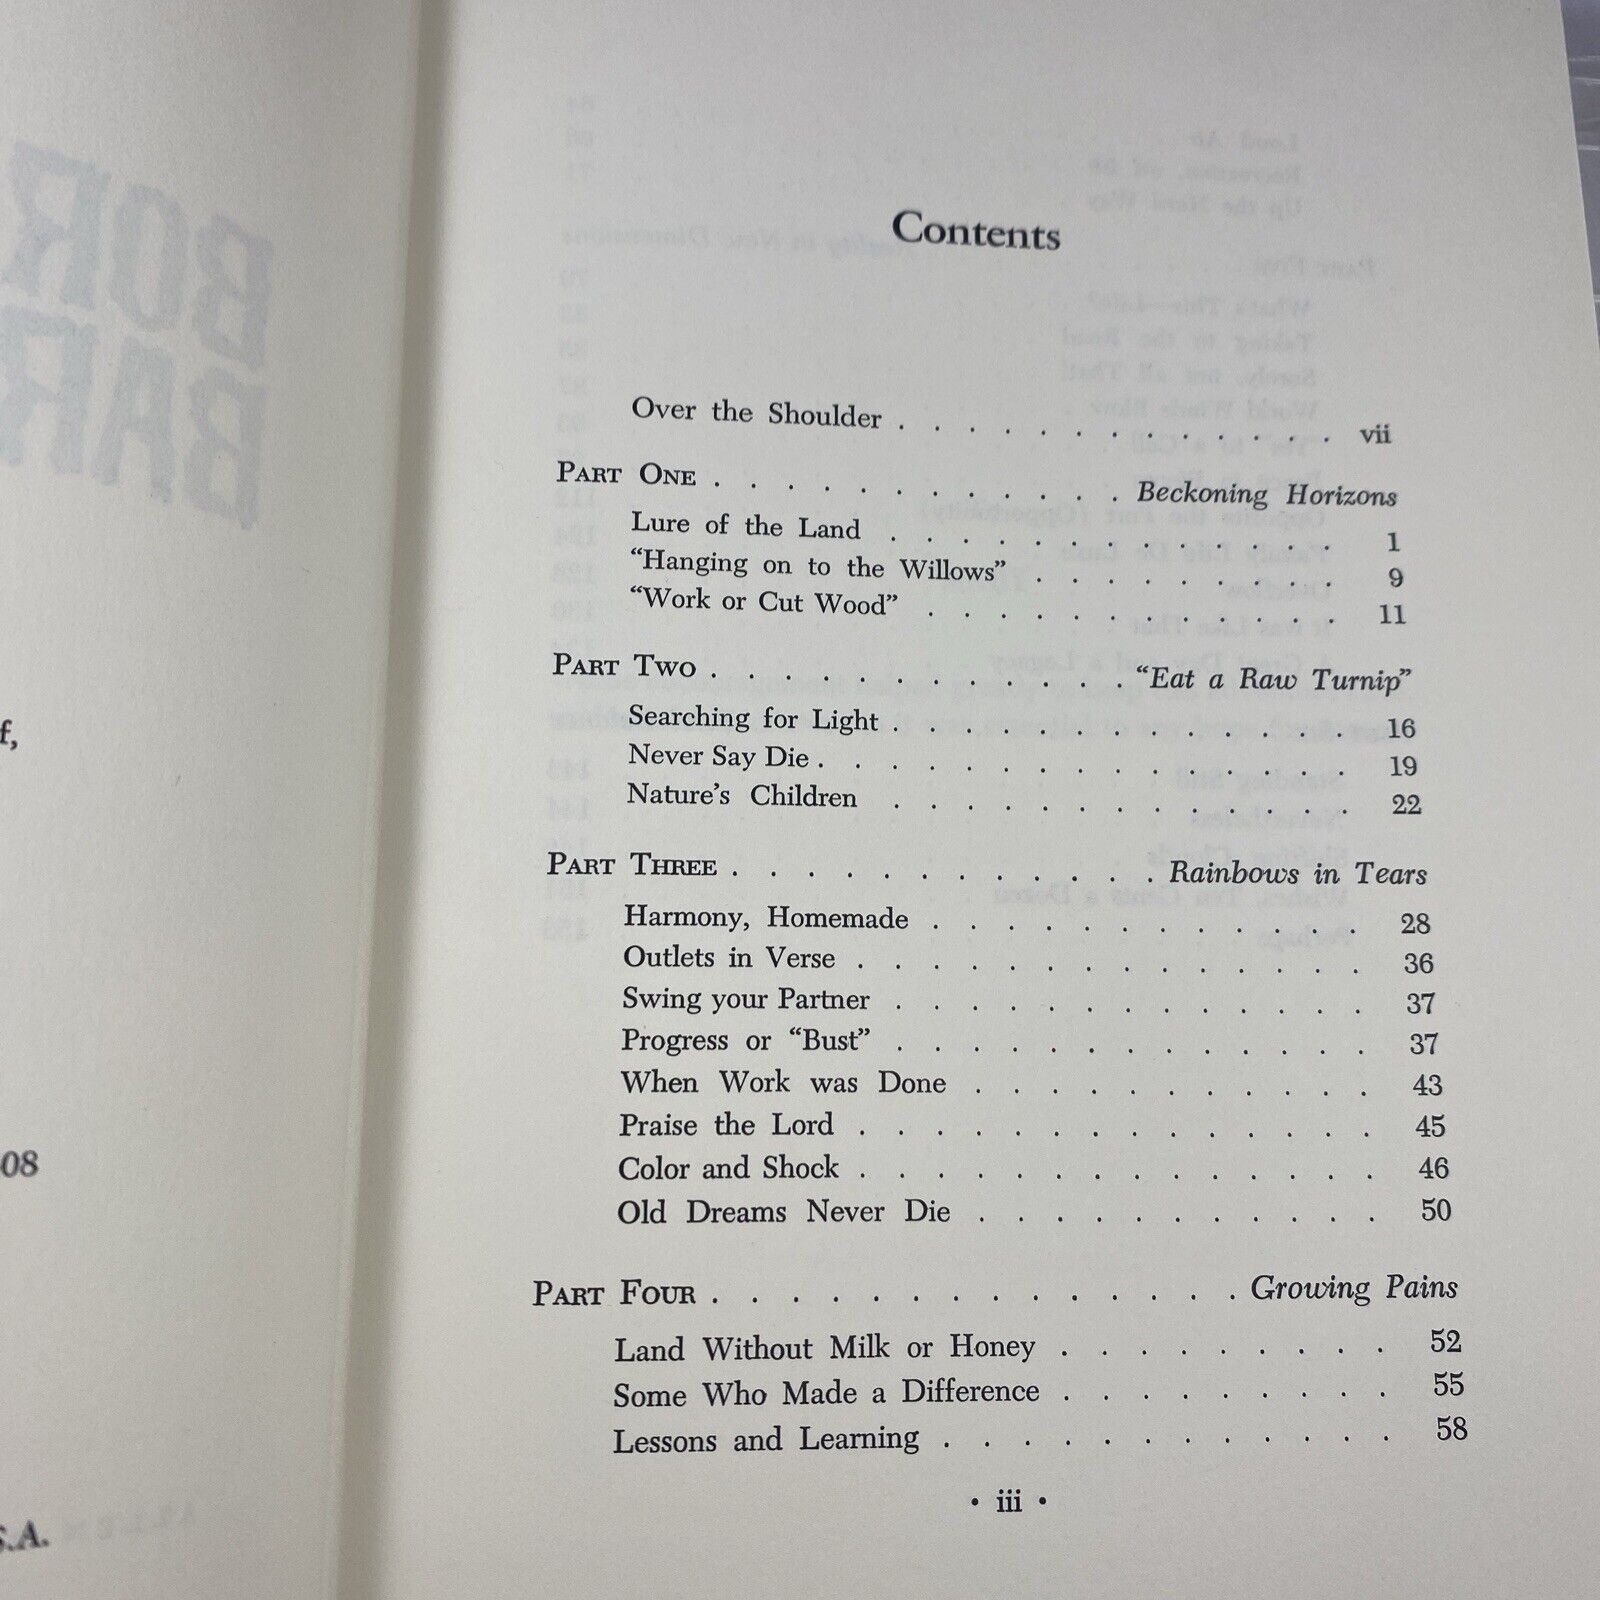 f,
08
S.A.
Contents
Over the Shoulder . . . . . . . . . . . . . vii
PART ONE . . . . . . . . . . . . Beckoning Horizons
Lure of the Land . . . . . . . . . . . . . 1
“Hanging on to the Willows” . . . . . . . . . 9
“Work or Cut Wood” . . . . . . . . . . . . 11
PART TWO . . . . . . . . . . . . “Eat a Raw Turnip”
Searching for Light . . . . . . . . . . . . . 16
Never Say Die . . . . . . . . . . . . . . . 19
Nature’s Children . . . . . . . . . . . . . 22
PART THREE . . . . . . . . . . . . Rainbows in Tears
Harmony, Homemade . . . . . . . . . . . . 28
Outlets in Verse . . . . . . . . . . . . . . 36
Swing your Partner . . . . . . . . . . . . . 37
Progress or “Bust” . . . . . . . . . . . . . 37
When Work was Done . . . . . . . . . . . 43
Praise the Lord . . . . . . . . . . . . . . 45
Color and Shock . . . . . . . . . . . . . . 46
Old Dreams Never Die . . . . . . . . . . . 50
PART FOUR . . . . . . . . . . . . . . Growing Pains
Land Without Milk or Honey . . . . . . . . . 52
Some Who Made a Difference . . . . . . . . . 55
Lessons and Learning . . . . . . . . . . . . 58
• iii •